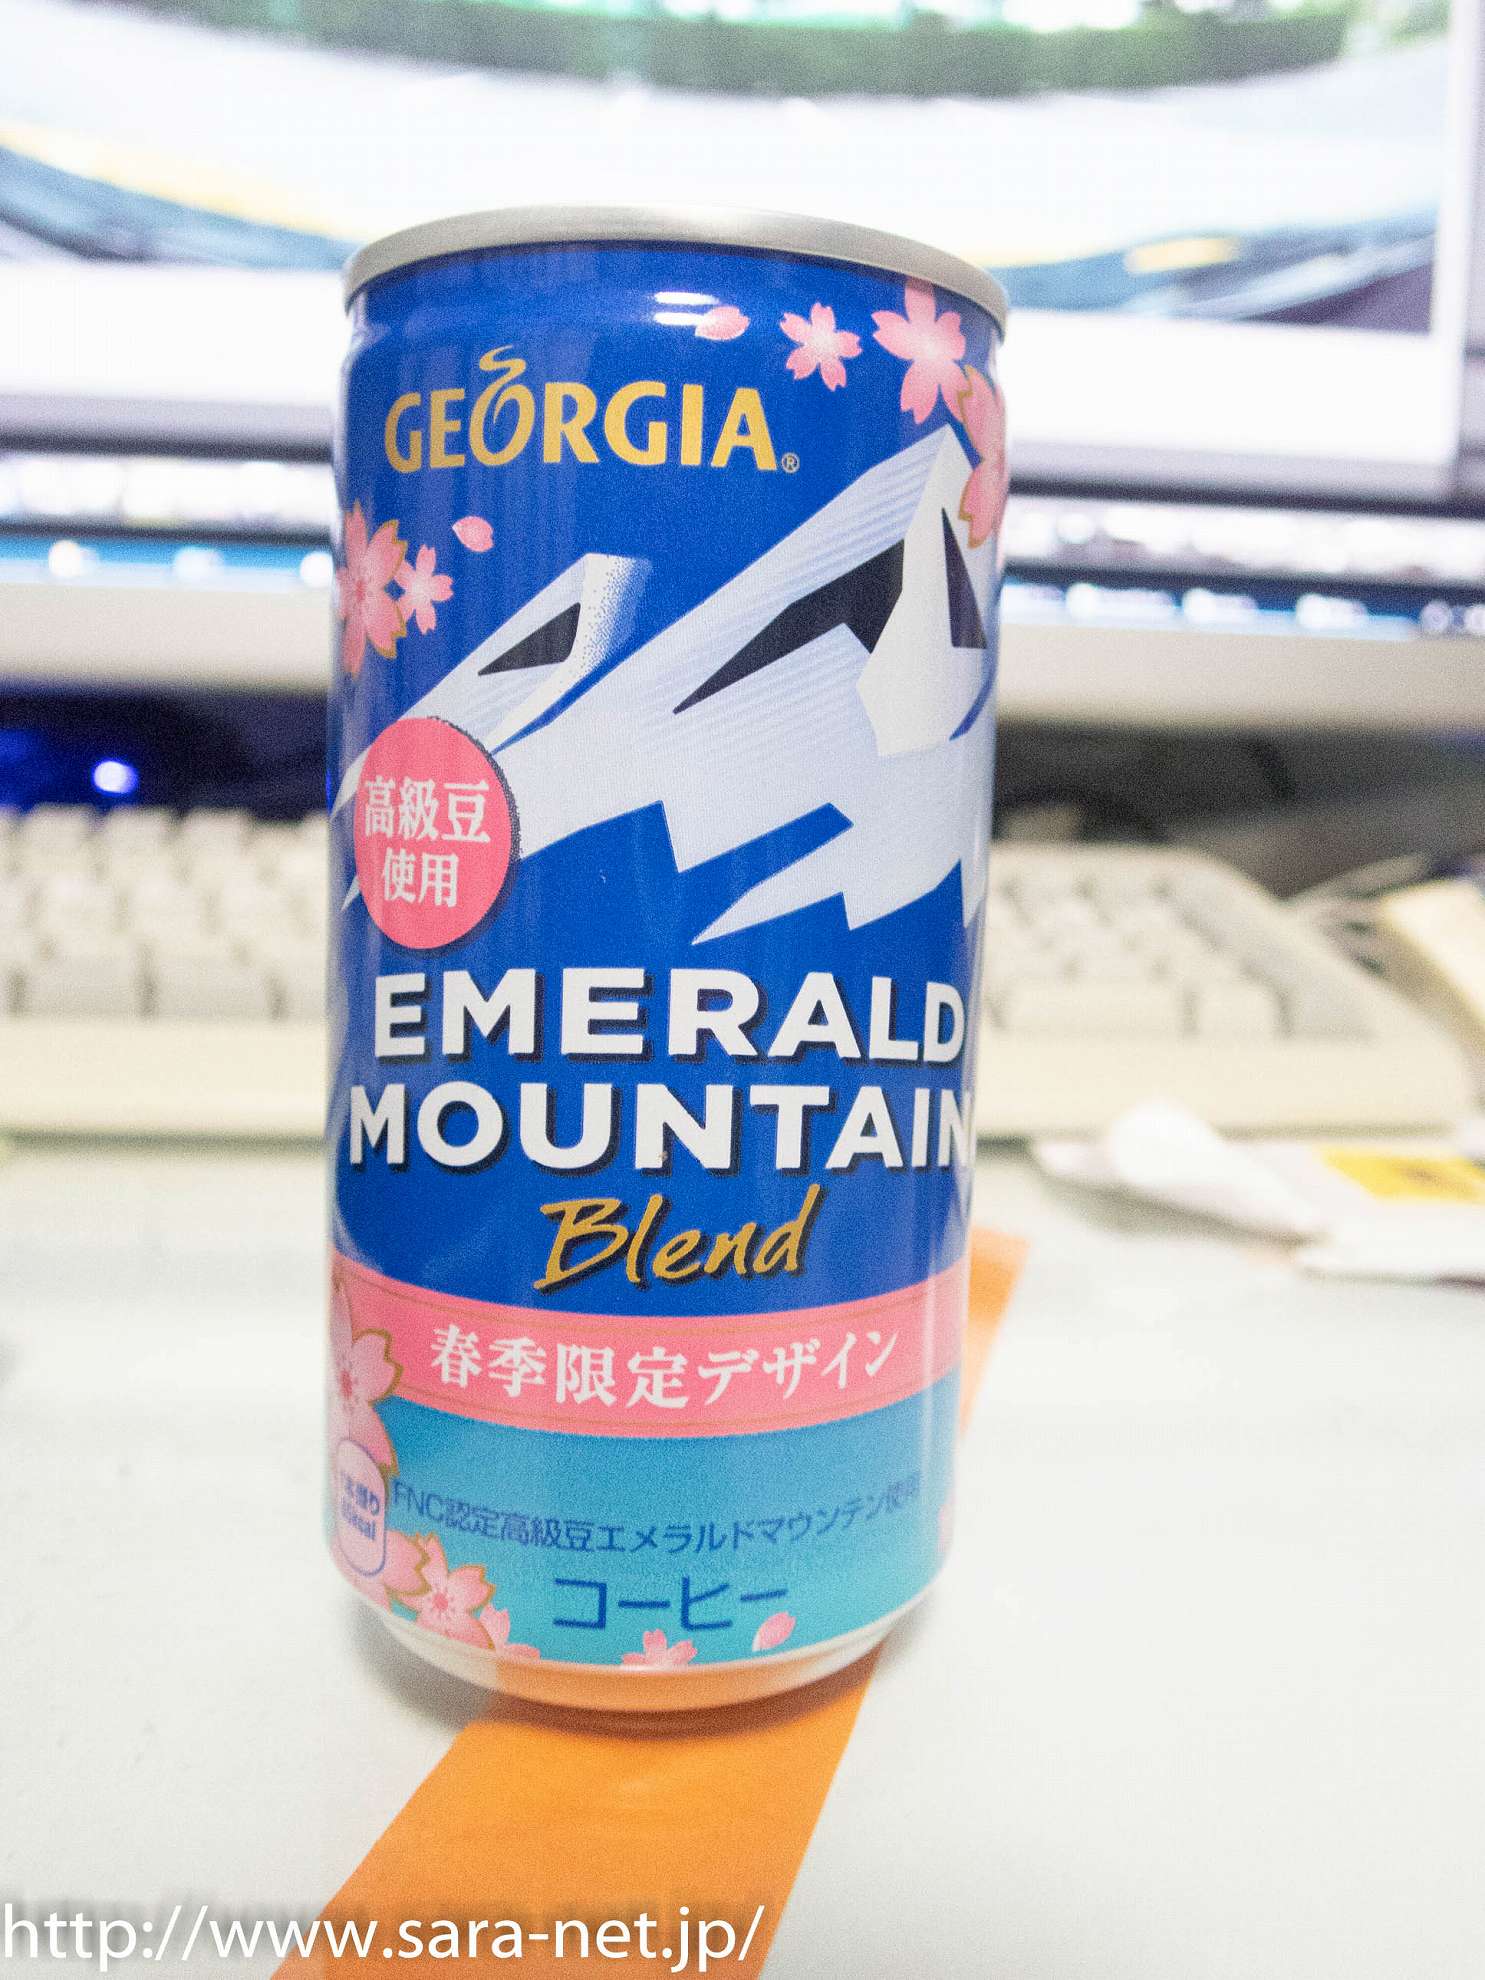 GEORGIA®
高級豆
使用
EMERALD
MOUNTAIN
Blend
春季限定デザイン
FNC認定高級豆エメラルドマウンテン使用
コーヒー
http://www.sara-net.jp/